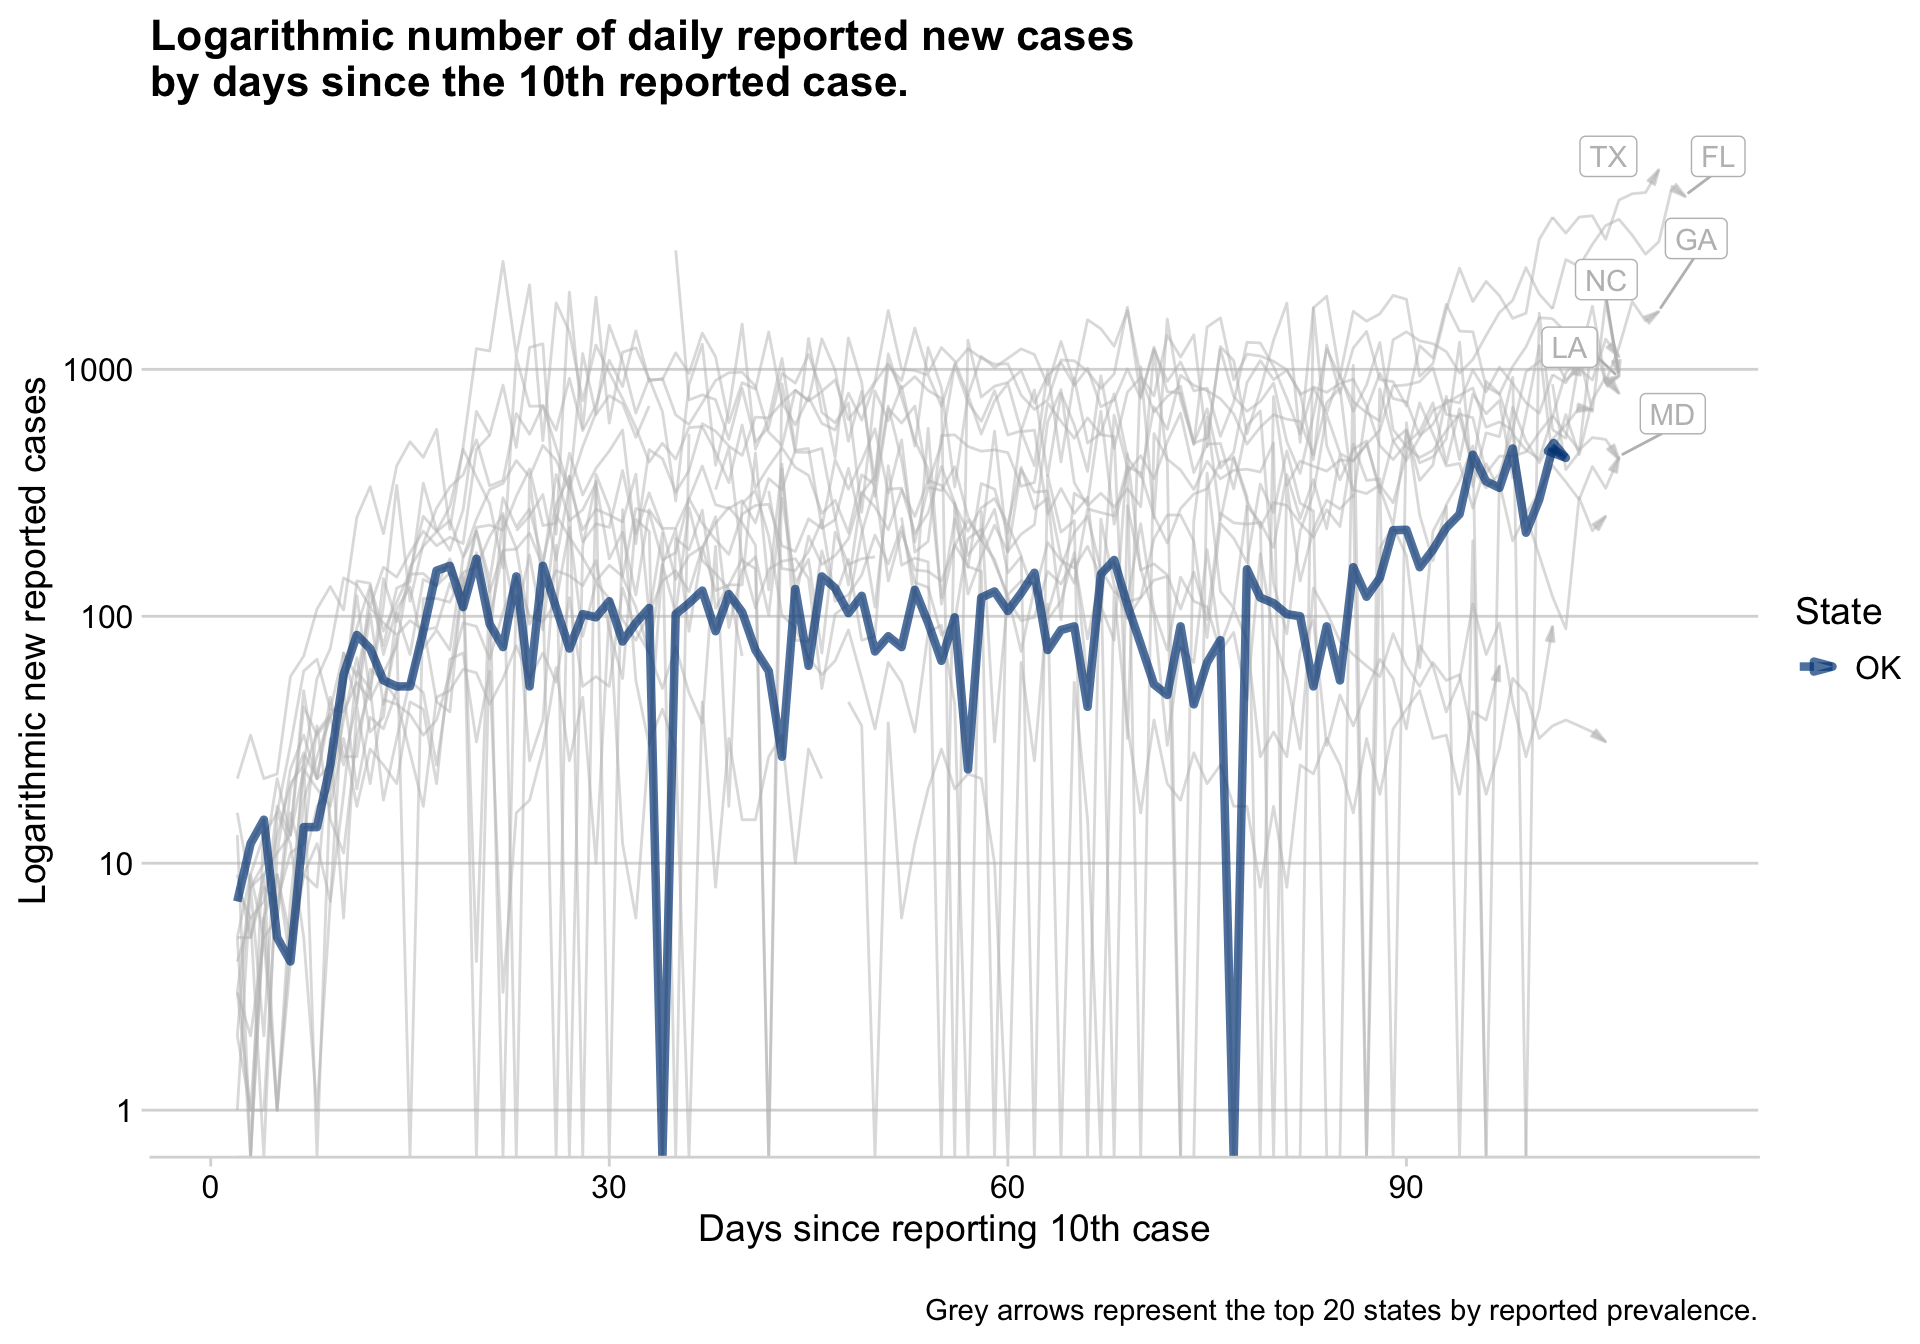 Logarithmic number of daily reported new cases
by days since the 10th reported case.
TX
FL
GA
NC
LA
MD
Logarithmic new reported cases
1000
100
10
1
0
30
60
90
Days since reporting 10th case
State
OK
Grey arrows represent the top 20 states by reported prevalence.